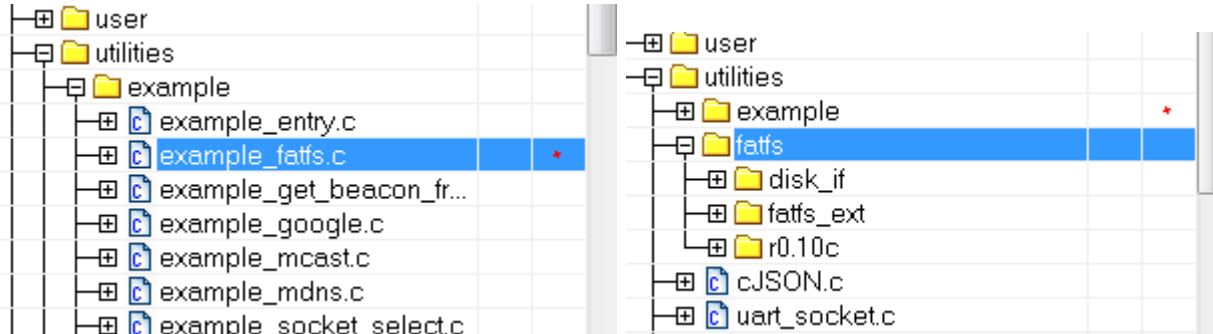 user
utilities
example
example_entry.c
example_fatfs.c
example_get_beacon_fr...
example_google.c
example_mcast.c
example_mdns.c
example_socket_select.c
user
utilities
example
fatfs
disk_if
fatfs_ext
r0.10c
cJSON.c
uart_socket.c